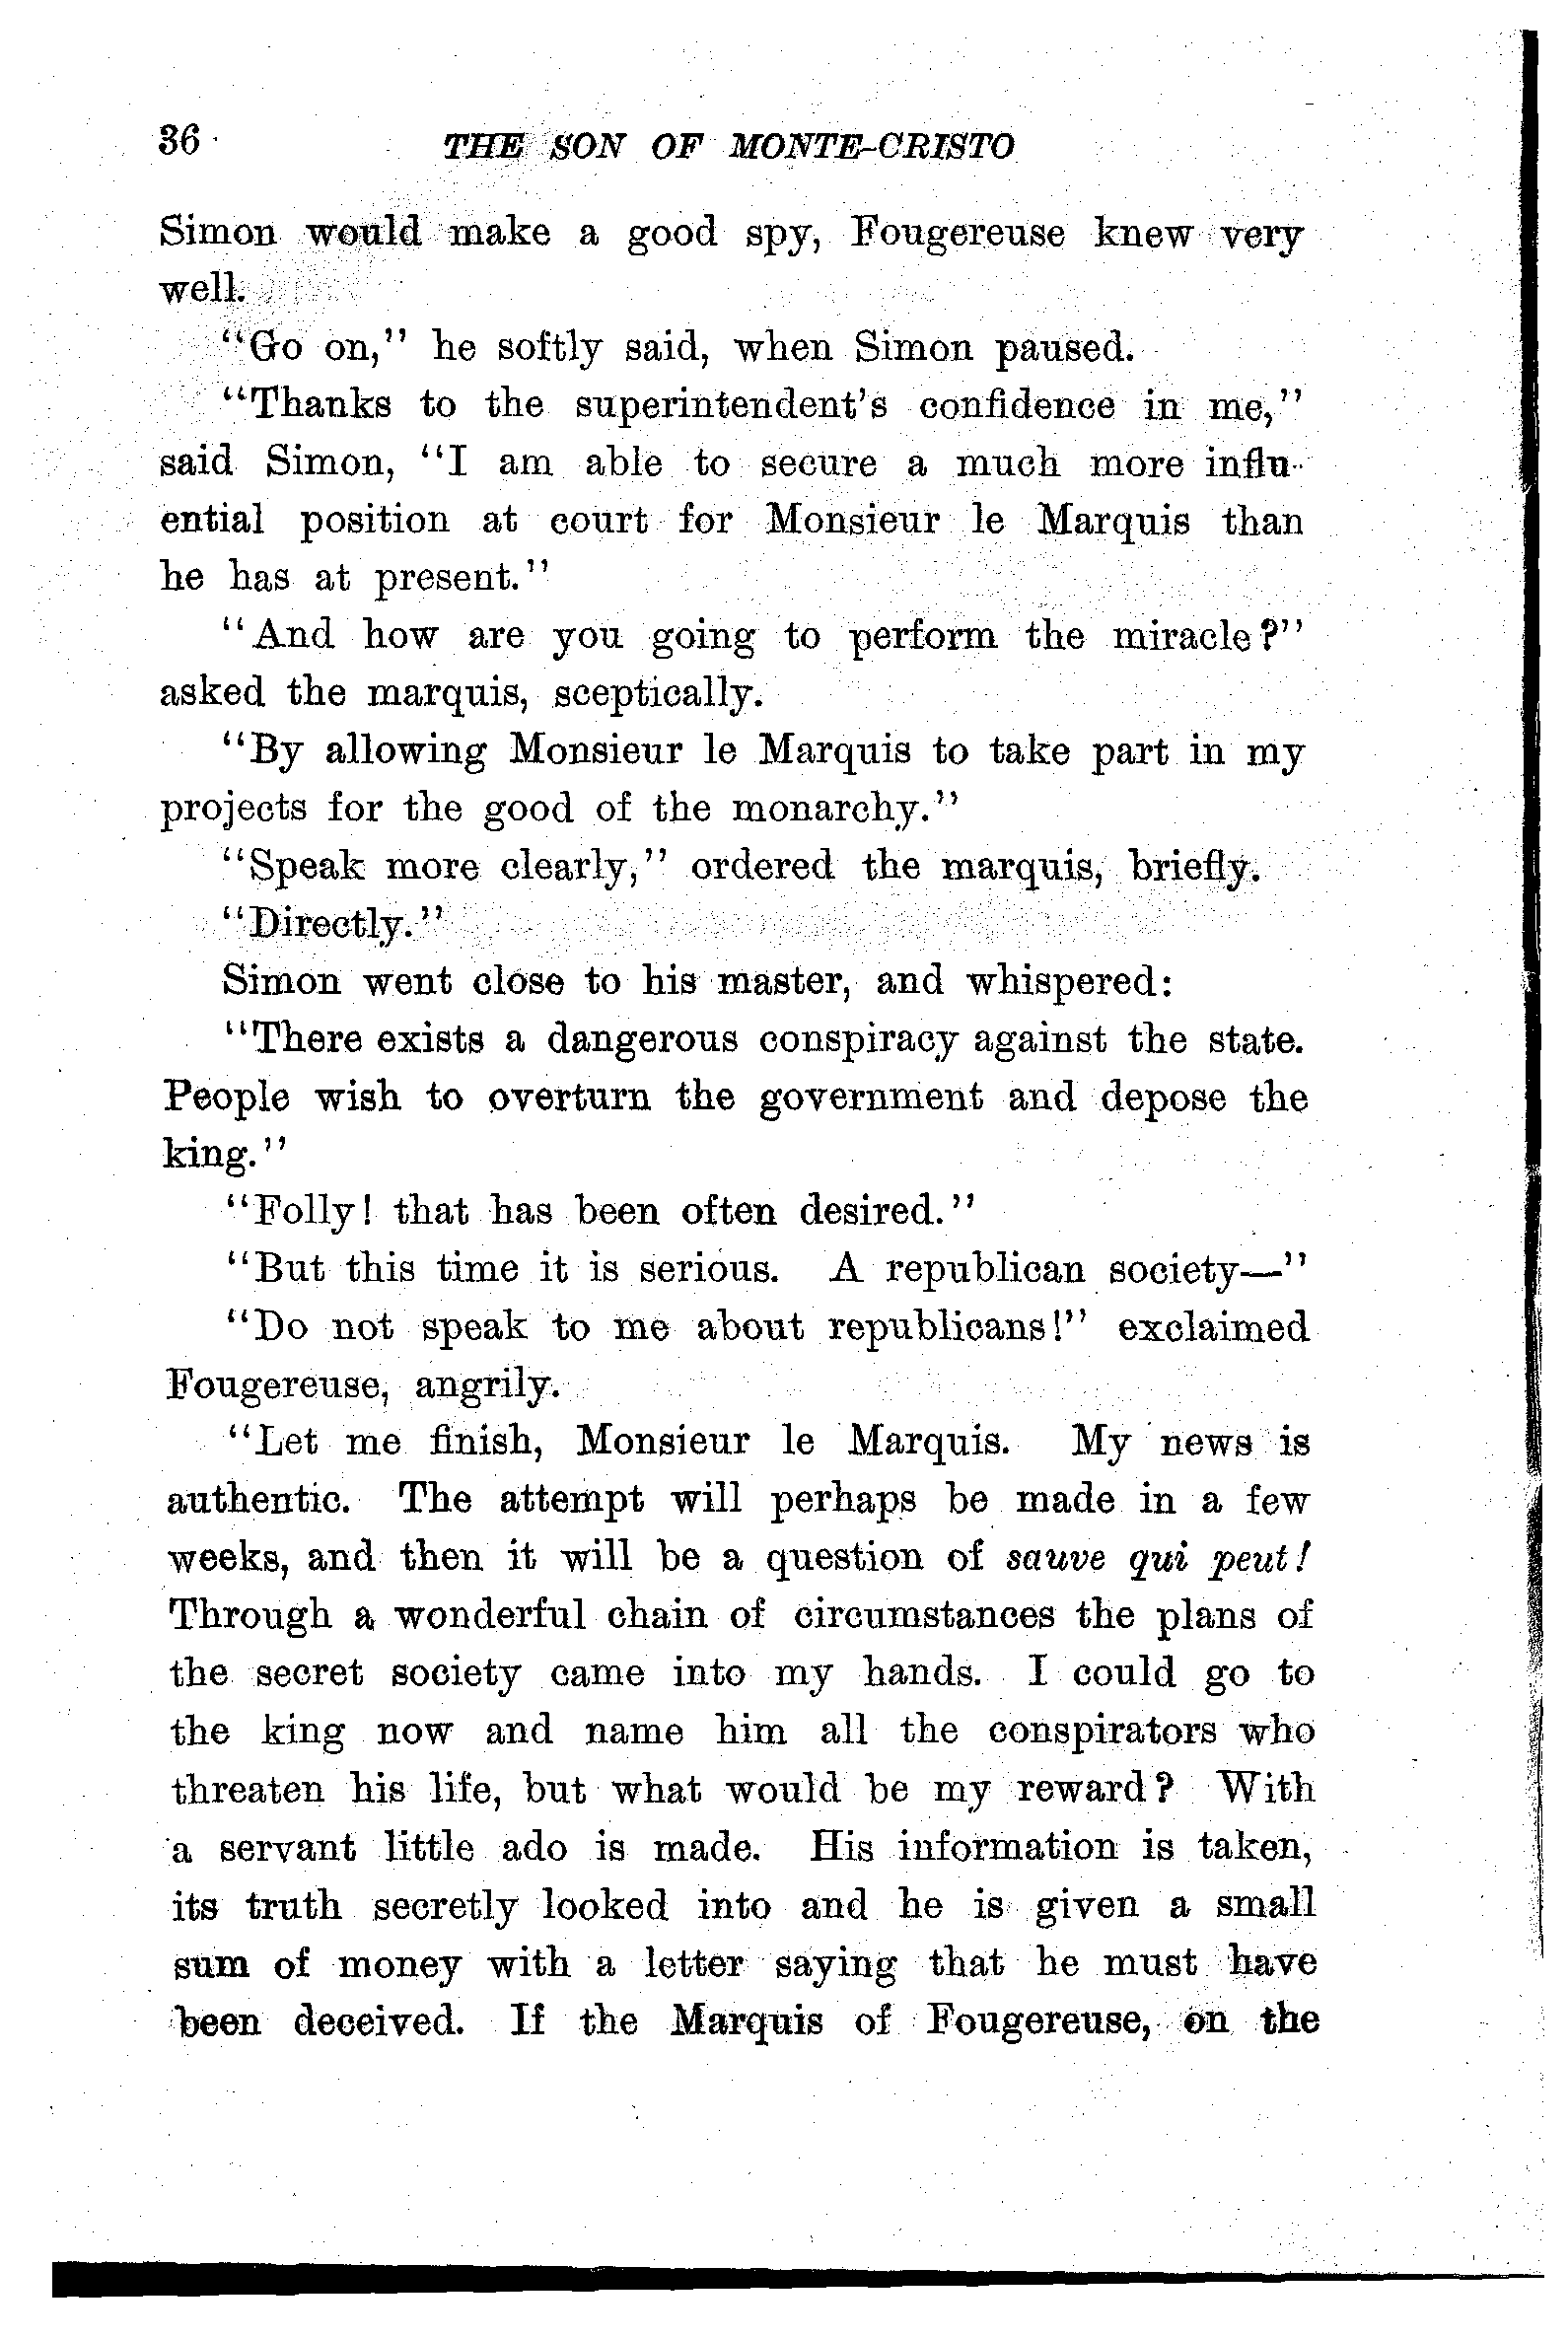 36 THE SON OF MONTE-CRISTO
Simon would make a good spy, Fougereuse knew very
well.
"Go on," he softly said, when Simon paused.
"Thanks to the superintendent's confidence in me,"
said Simon, "I am able to secure a much more influ-
ential position at court for Monsieur le Marquis than
he has at present."
"And how are you going to perform the miracle?"
asked the marquis, sceptically.
"By allowing Monsieur le Marquis to take part in my
projects for the good of the monarchy."
"Speak more clearly," ordered the marquis, briefly.
"Directly."
Simon went close to his master, and whispered:
"There exists a dangerous conspiracy against the state.
People wish to overturn the government and depose the
king."
"Folly! that has been often desired."
"But this time it is serious. A republican society—"
"Do not speak to me about republicans!" exclaimed
Fougereuse, angrily.
"Let me finish, Monsieur le Marquis. My news is
authentic. The attempt will perhaps be made in a few
weeks, and then it will be a question of sauve qui peut!
Through a wonderful chain of circumstances the plans of
the secret society came into my hands. I could go to
the king now and name him all the conspirators who
threaten his life, but what would be my reward? With
a servant little ado is made. His information is taken,
its truth secretly looked into and he is given a small
sum of money with a letter saying that he must have
been deceived. If the Marquis of Fougereuse, on the